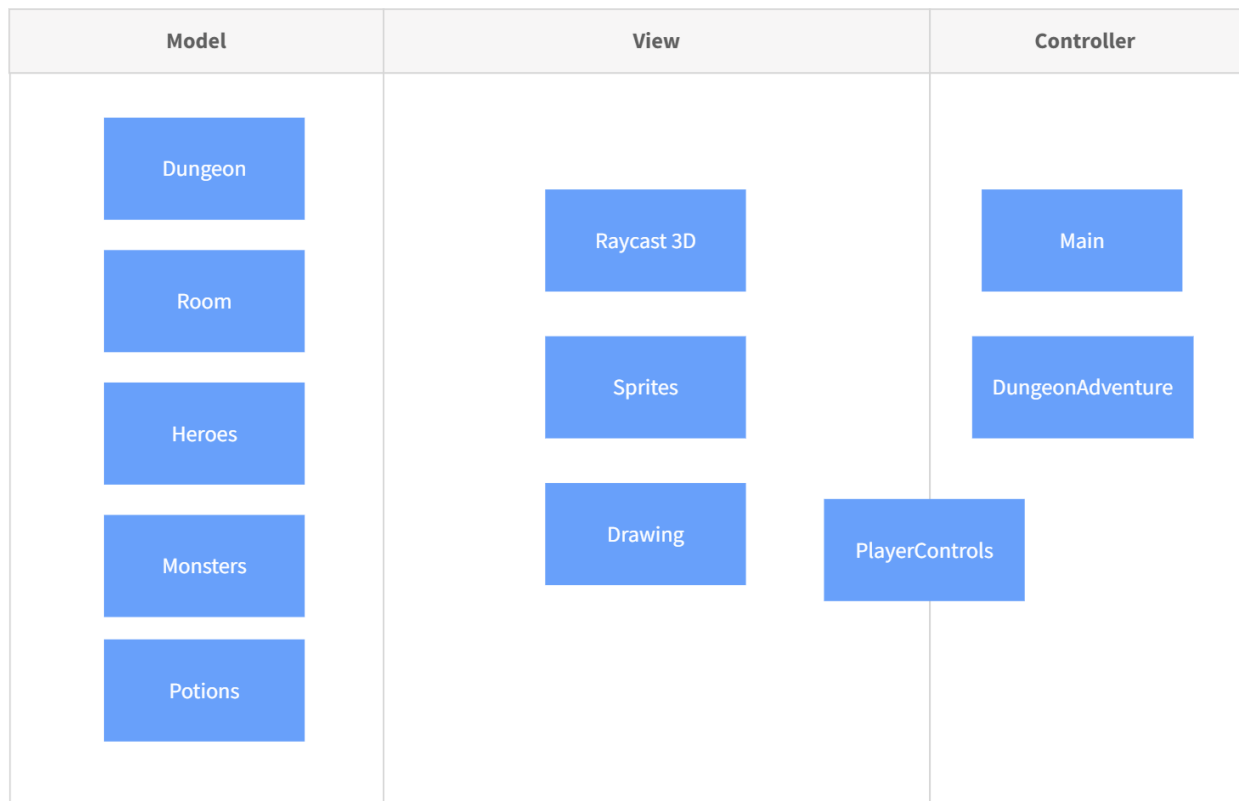 Model
View
Controller
Dungeon
Room
Heroes
Monsters
Potions
Raycast 3D
Sprites
Drawing
Main
DungeonAdventure
PlayerControls